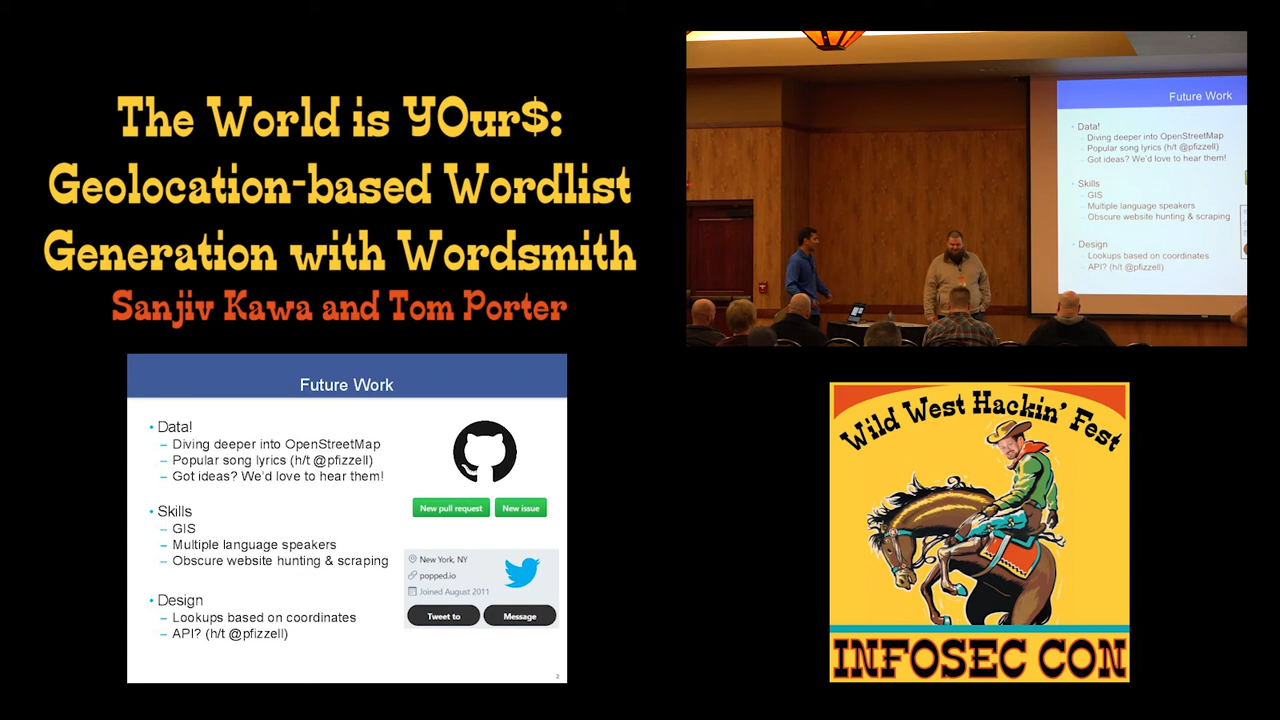 The World is YOur$:
Geolocation-based Wordlist
Generation with Wordsmith
Sanjiv Kawa and Tom Porter
Future Work
• Data!
– Diving deeper into OpenStreetMap
– Popular song lyrics (h/t @pfizzell)
– Got ideas? We'd love to hear them!
• Skills
– GIS
– Multiple language speakers
– Obscure website hunting & scraping
• Design
– Lookups based on coordinates
– API? (h/t @pfizzell)
New pull request
New issue
New York, NY
popped.io
Joined August 2011
Tweet to
Message
2
Future Work
• Data!
– Diving deeper into OpenStreetMap
– Popular song lyrics (h/t @pfizzell)
– Got ideas? We'd love to hear them!
• Skills
– GIS
– Multiple language speakers
– Obscure website hunting & scraping
• Design
– Lookups based on coordinates
– API? (h/t @pfizzell)
Wild West Hackin' Fest
INFOSEC CON